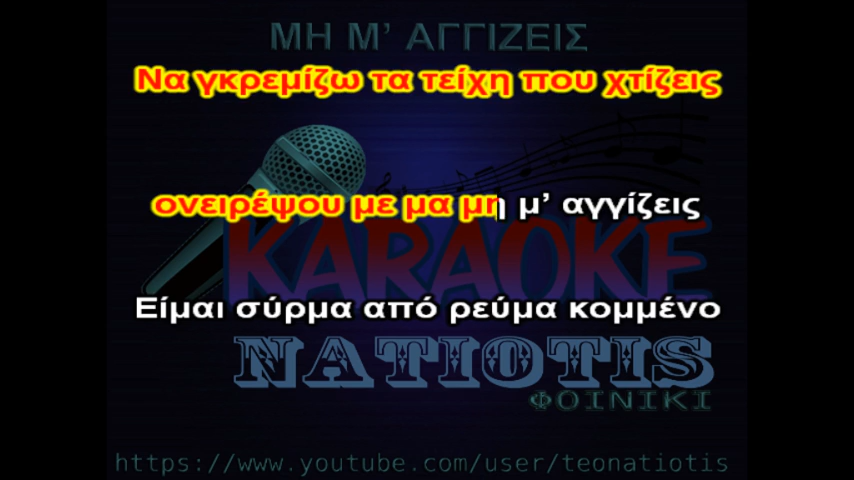 ΜΗ Μ’ ΑΓΓΙΖΕΙΣ
Να γκρεμίζω τα τείχη που χτίζεις
ονειρέψου με μα μη μ’ αγγίζεις
KARAOKE
Είμαι σύρμα από ρεύμα κομμένο
NATIOTIS
ΦΟΙΝΙΚΙ
https://www.youtube.com/user/teonatiotis